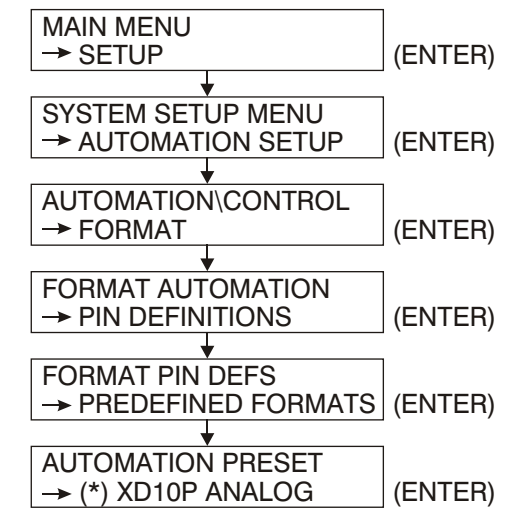 MAIN MENU
→ SETUP (ENTER)
SYSTEM SETUP MENU
→ AUTOMATION SETUP (ENTER)
AUTOMATION\CONTROL
→ FORMAT (ENTER)
FORMAT AUTOMATION
→ PIN DEFINITIONS (ENTER)
FORMAT PIN DEFS
→ PREDEFINED FORMATS (ENTER)
AUTOMATION PRESET
→ (*) XD10P ANALOG (ENTER)